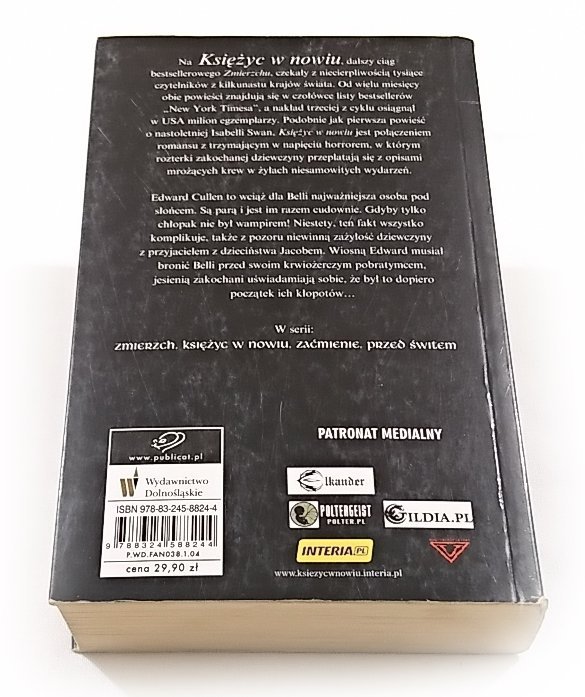 Na Księżyc w nowiu, dalszy ciąg
bestsellerowego Zmierzchu, czekały z niecierpliwością tysiące
czytelników z kilkunastu krajów świata. Od wielu miesięcy
obie powieści znajdują się w czołówce listy bestsellerów
„New York Timesa", a nakład trzeciej z cyklu osiągnął
w USA milion egzemplarzy. Podobnie jak pierwsza powieść
o nastoletniej Isabelli Swan, Księżyc w nowiu jest połączeniem
romansu z trzymającym w napięciu horrorem, w którym
rozterki zakochanej dziewczyny przeplatają się z opisami
mrożących krew w żyłach niesamowitych wydarzeń.
Edward Cullen to wciąż dla Belli najważniejsza osoba pod
słońcem. Są parą i jest im razem cudownie. Gdyby tylko
chłopak nie był wampirem! Niestety, ten fakt wszystko
komplikuje, także z pozoru niewinną zażyłość dziewczyny
z przyjacielem z dzieciństwa Jacobem. Wiosną Edward musiał
bronić Belli przed swoim krwiożerczym pobratymcem,
jesienią zakochani uświadamiają sobie, że był to dopiero
początek ich kłopotów…
W serii:
ZMIERZCH, KSIĘŻYC W NOWIU, ZAĆMIENIE, PRZED ŚWITEM
PATRONAT MEDIALNY
www.publicat.pl
Wydawnictwo
Dolnośląskie
ISBN 978-83-245-8824-4
9 788324 588244
P.WD.FAN038.1.04
cena 29,90 zł
Elkander
POLTERGEIST
POLTER.PL
GILDIA.PL
INTERIA.PL
www.ksiezycwnowiu.interia.pl